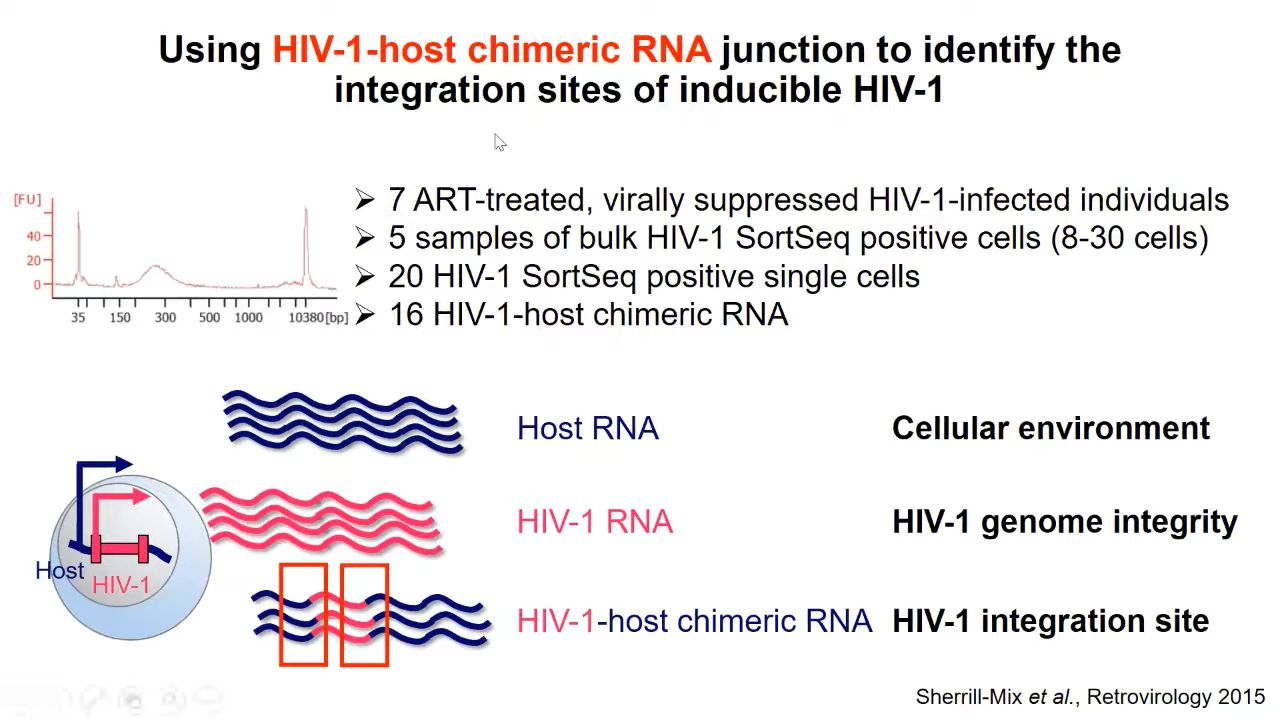 Using HIV-1-host chimeric RNA junction to identify the
integration sites of inducible HIV-1
[FU]
40
20
0
35 150 300 500 1000 10380[bp]
➢ 7 ART-treated, virally suppressed HIV-1-infected individuals
➢ 5 samples of bulk HIV-1 SortSeq positive cells (8-30 cells)
➢ 20 HIV-1 SortSeq positive single cells
➢ 16 HIV-1-host chimeric RNA
Host RNA Cellular environment
HIV-1 RNA HIV-1 genome integrity
Host
HIV-1
HIV-1-host chimeric RNA HIV-1 integration site
Sherrill-Mix et al., Retrovirology 2015